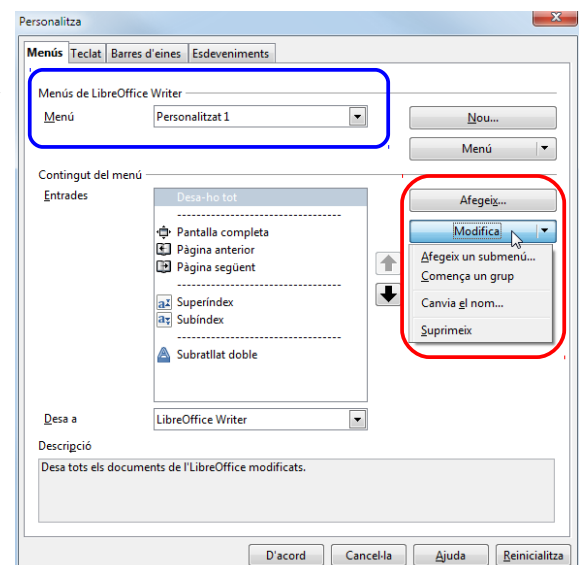 Personalitza
Menús Teclat Barres d'eines Esdeveniments
Menús de LibreOffice Writer
Menú Personalitzat 1 Nou...
Menú
Contingut del menú
Entrades Desa-ho tot Afegeix...
Modifica
Pantalla completa
Pàgina anterior
Pàgina següent
Superíndex
Subíndex
Subratllat doble
Afegeix un submenú...
Comença un grup
Canvia el nom...
Suprimeix
Desa a LibreOffice Writer
Descripció
Desa tots els documents de l'LibreOffice modificats.
D'acord Cancel·la Ajuda Reinicialitza